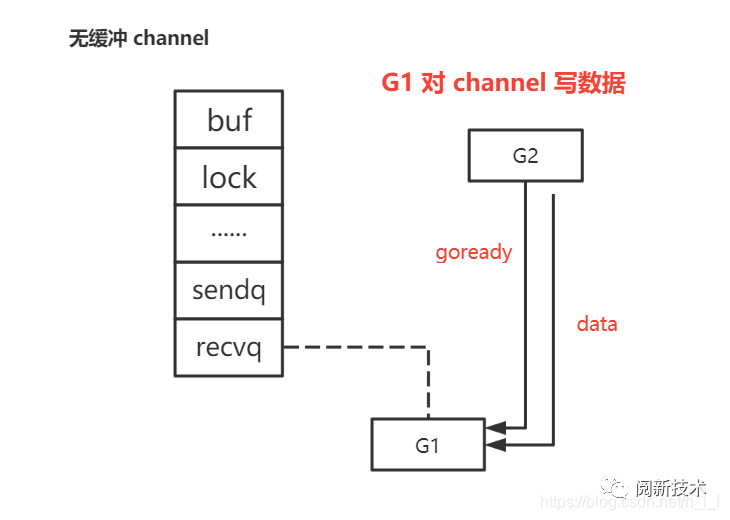 无缓冲 channel
G1 对 channel 写数据
buf
lock
......
sendq
recvq
G2
goready
data
G1
阅新技术
https://blog.csdn.net/n_l_f